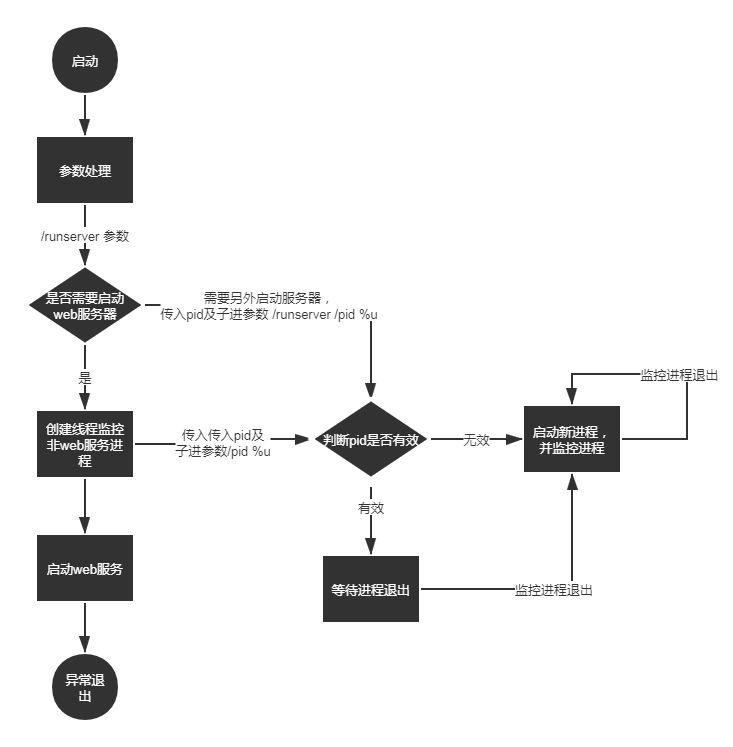 启动
参数处理
/runserver 参数
是否需要启动
web服务器
需要另外启动服务器，
传入pid及子进参数 /runserver /pid %u
是
创建线程监控
非web服务进
程
传入传入pid及
子进参数/pid %u
判断pid是否有效
无效
启动新进程，
并监控进程
监控进程退出
有效
等待进程退出
监控进程退出
启动web服务
异常退
出